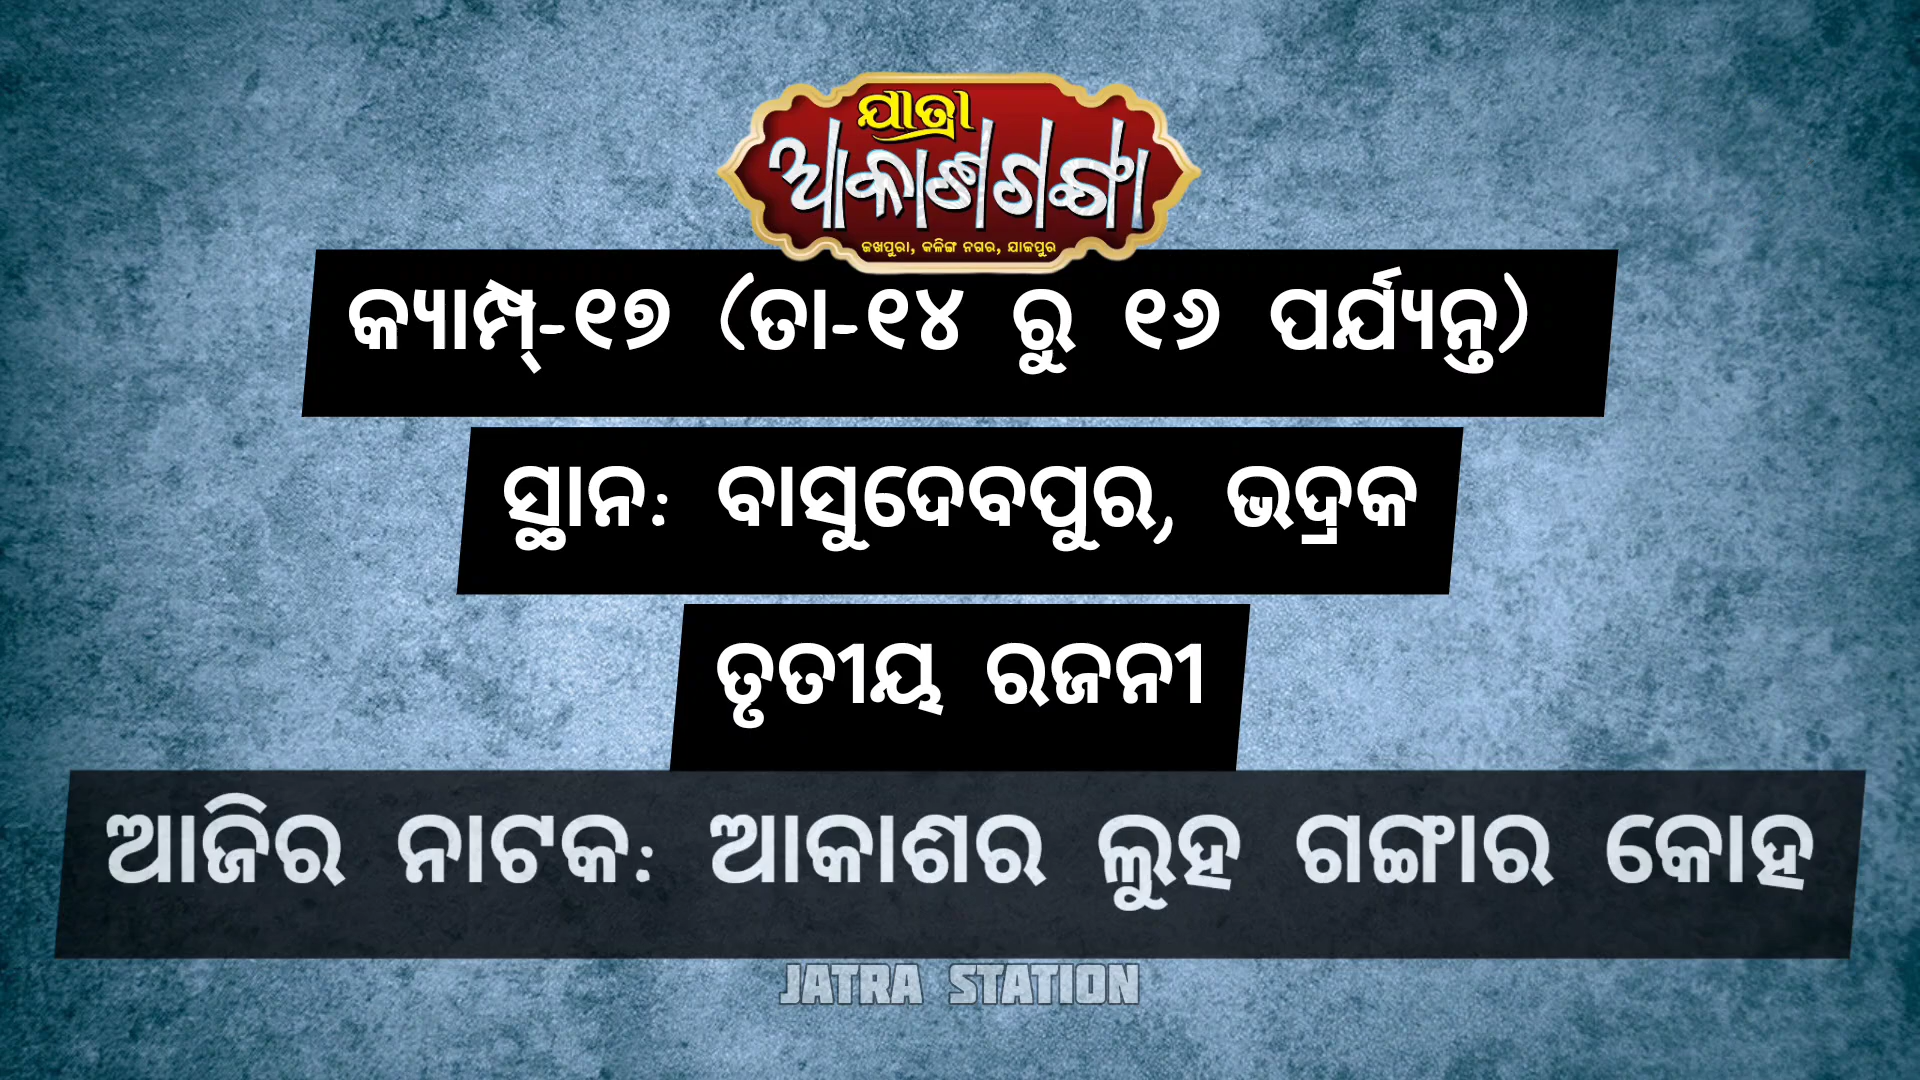 ଯାତ୍ରା
ଆକାଶଗଙ୍ଗା
ଜଖପୁରା, କଳିଙ୍ଗ ନଗର, ଯାଜପୁର
କ୍ୟାମ୍ପ୍-୧୭ (ତା-୧୪ ରୁ ୧୬ ପର୍ଯ୍ୟନ୍ତ)
ସ୍ଥାନ: ବାସୁଦେବପୁର, ଭଦ୍ରକ
ତୃତୀୟ ରଜନୀ
ଆଜିର ନାଟକ: ଆକାଶର ଲୁହ ଗଙ୍ଗାର କୋହ
JATRA STATION